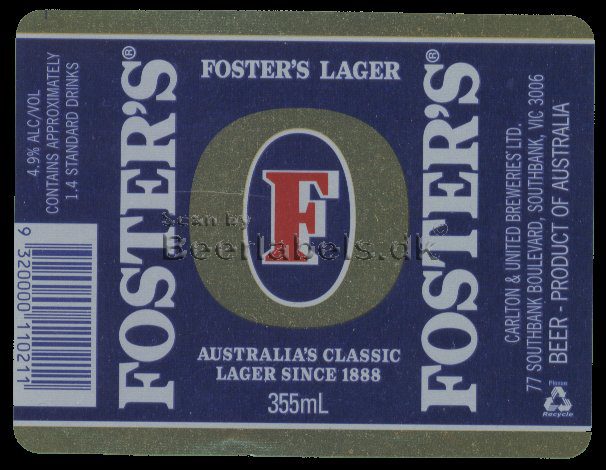 4.9% ALC/VOL
CONTAINS APPROXIMATELY
1.4 STANDARD DRINKS
9 320000 110211
FOSTER'S®
FOSTER'S LAGER
F
Scan by
Beerlabels.dk
AUSTRALIA'S CLASSIC
LAGER SINCE 1888
355mL
FOSTER'S®
CARLTON & UNITED BREWERIES LTD.
77 SOUTHBANK BOULEVARD, SOUTHBANK, VIC 3006
BEER - PRODUCT OF AUSTRALIA
Please
Recycle